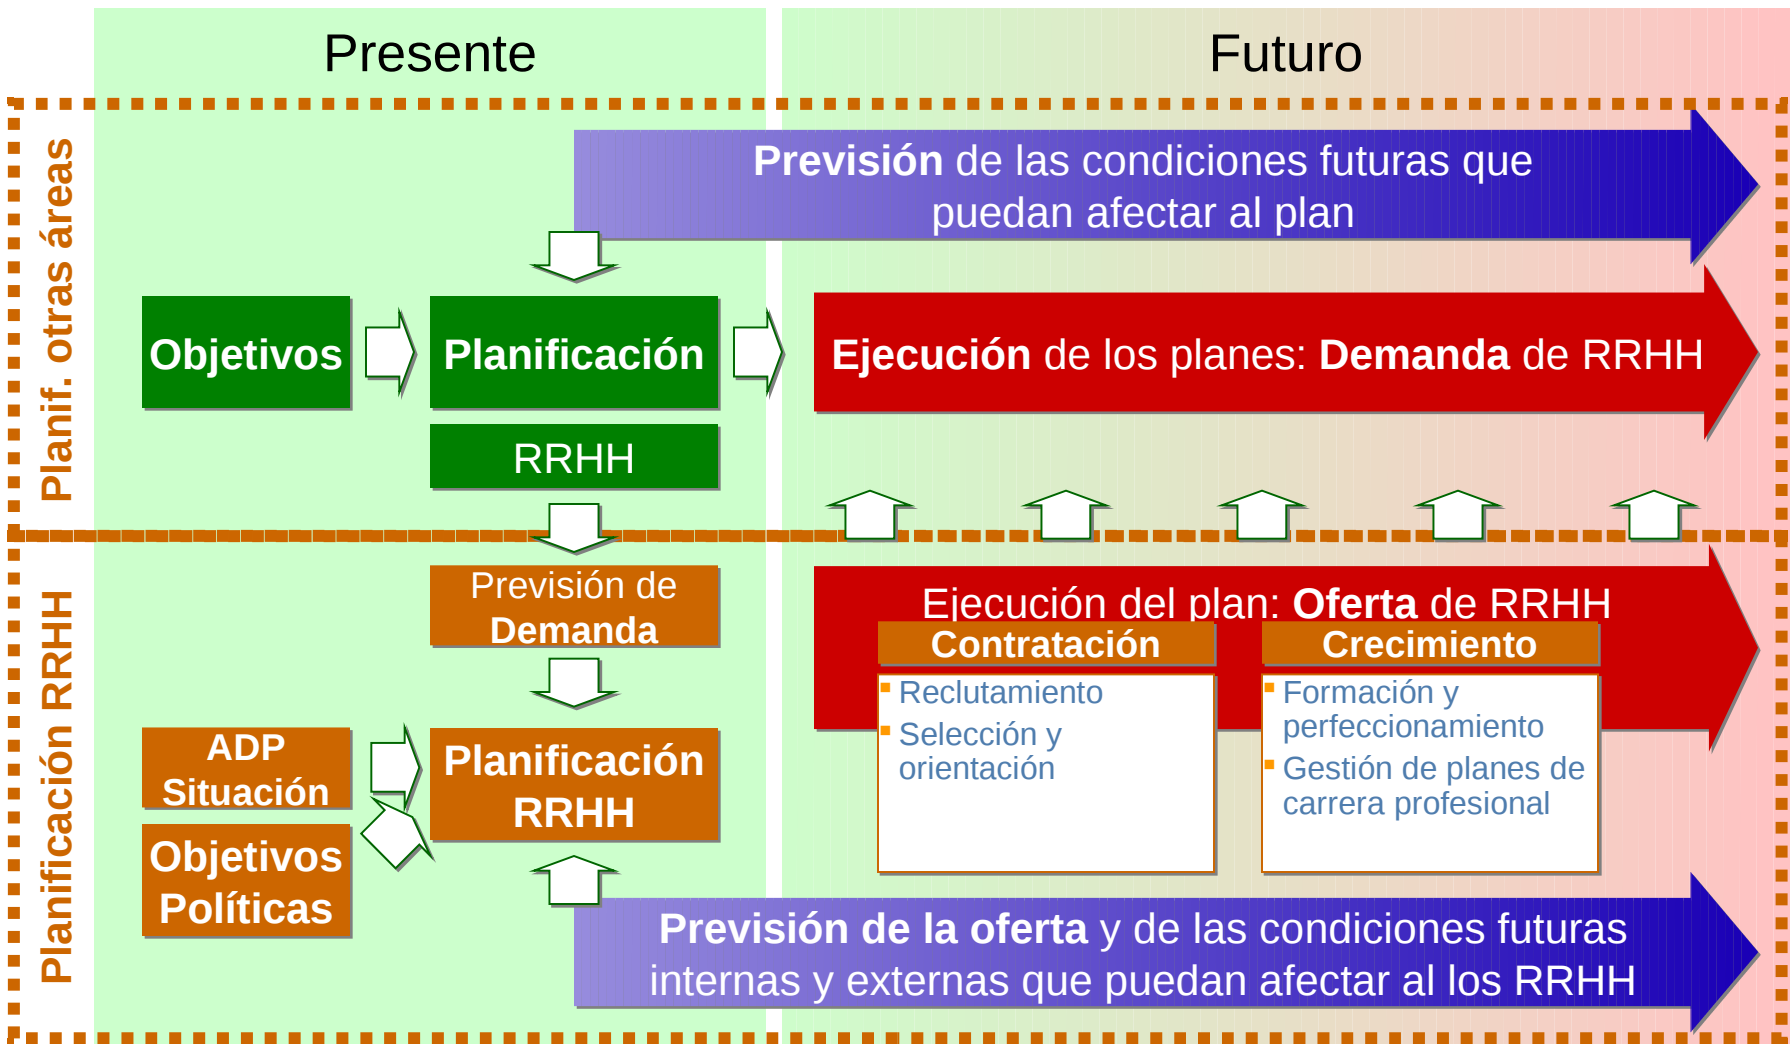 Presente
Futuro
Planif. otras áreas
Previsión de las condiciones futuras que
puedan afectar al plan
Objetivos
Planificación
Ejecución de los planes: Demanda de RRHH
RRHH
Planificación RRHH
Previsión de
Demanda
Ejecución del plan: Oferta de RRHH
Contratación
Reclutamiento
Selección y
orientación
Crecimiento
Formación y
perfeccionamiento
Gestión de planes de
carrera profesional
ADP
Situación
Planificación
RRHH
Objetivos
Políticas
Previsión de la oferta y de las condiciones futuras
internas y externas que puedan afectar al los RRHH